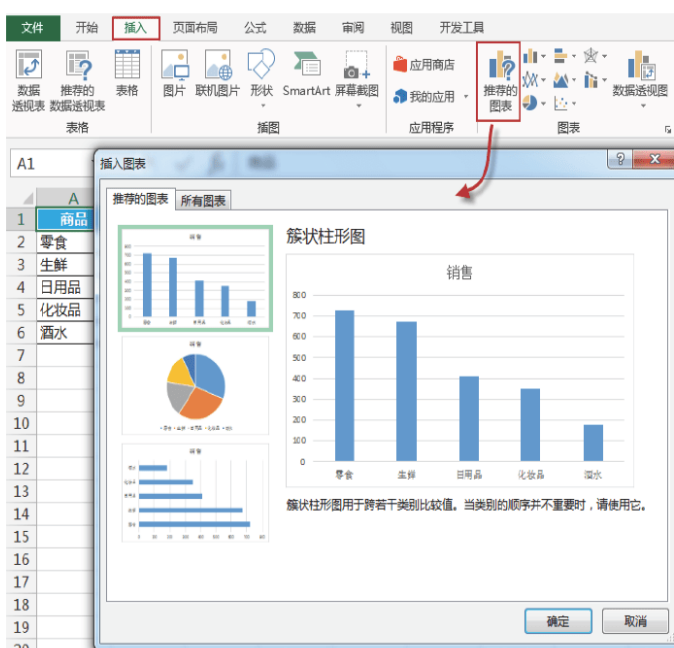 文件 开始 插入 页面布局 公式 数据 审阅 视图 开发工具
数据
透视表
推荐的
数据透视表
表格
图片
联机图片
形状
SmartArt
屏幕截图
应用商店
我的应用
推荐的
图表
数据透视图
表格 插图 应用程序 图表
A1
插入图表
推荐的图表 所有图表
A
1 商品
2 零食
3 生鲜
4 日用品
5 化妆品
6 酒水
7
8
9
10
11
12
13
14
15
16
17
18
19
簇状柱形图
销售
800
700
600
500
400
300
200
100
0
零食 生鲜 日用品 化妆品 酒水
簇状柱形图用于跨若干类别比较值。当类别的顺序并不重要时，请使用它。
确定 取消